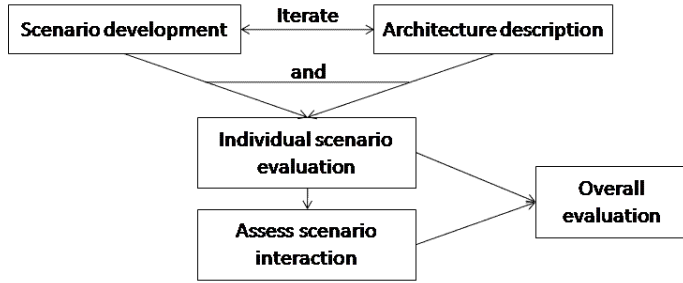 Iterate
Scenario development
Architecture description
and
Individual scenario
evaluation
Overall
evaluation
Assess scenario
interaction